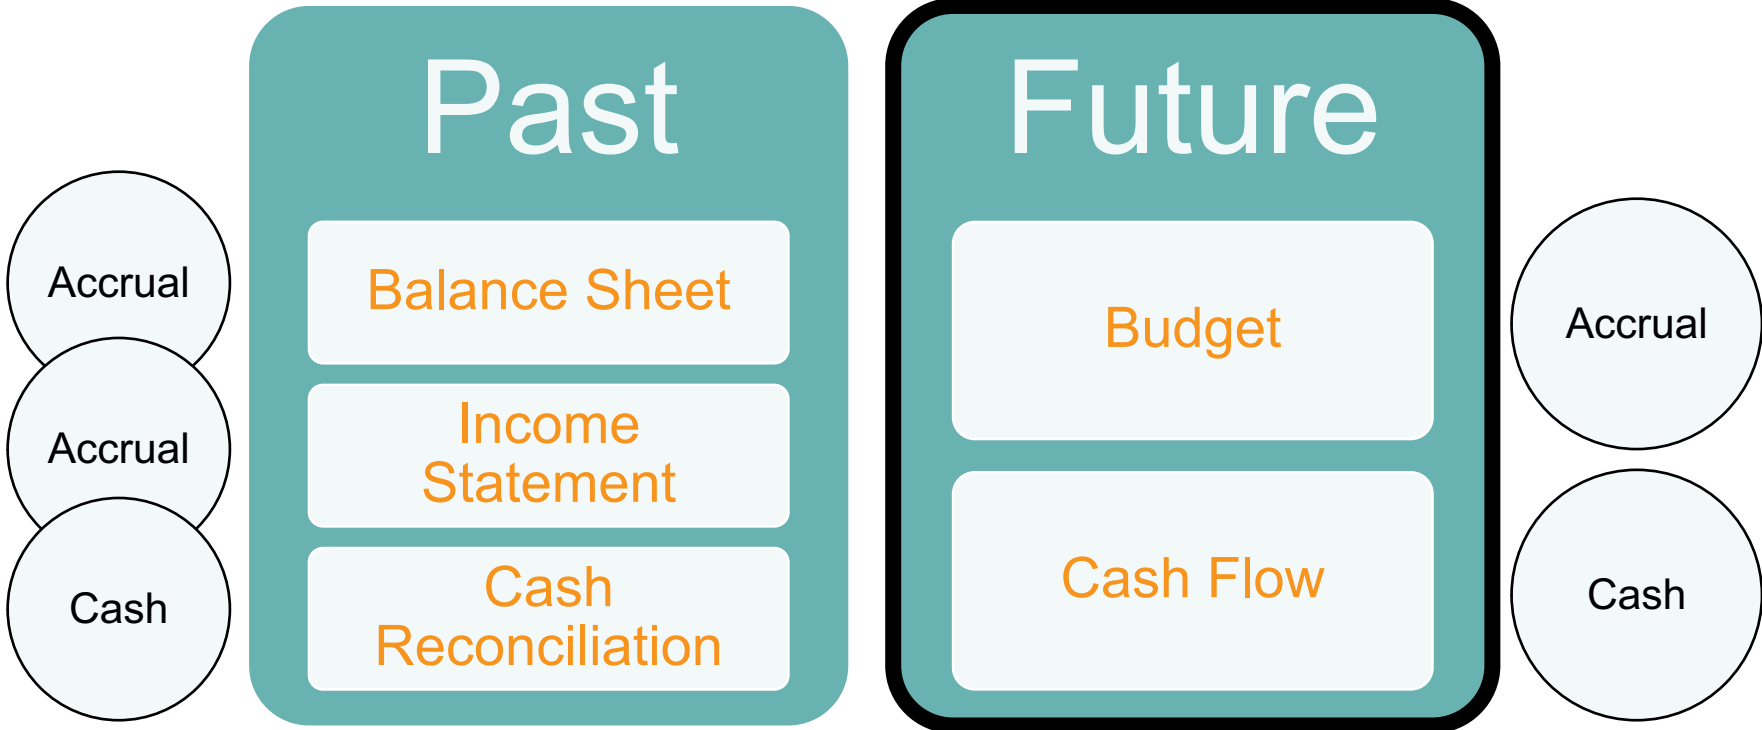 Past
Accrual
Balance Sheet
Accrual
Income
Statement
Cash
Cash
Reconciliation
Future
Budget
Accrual
Cash Flow
Cash